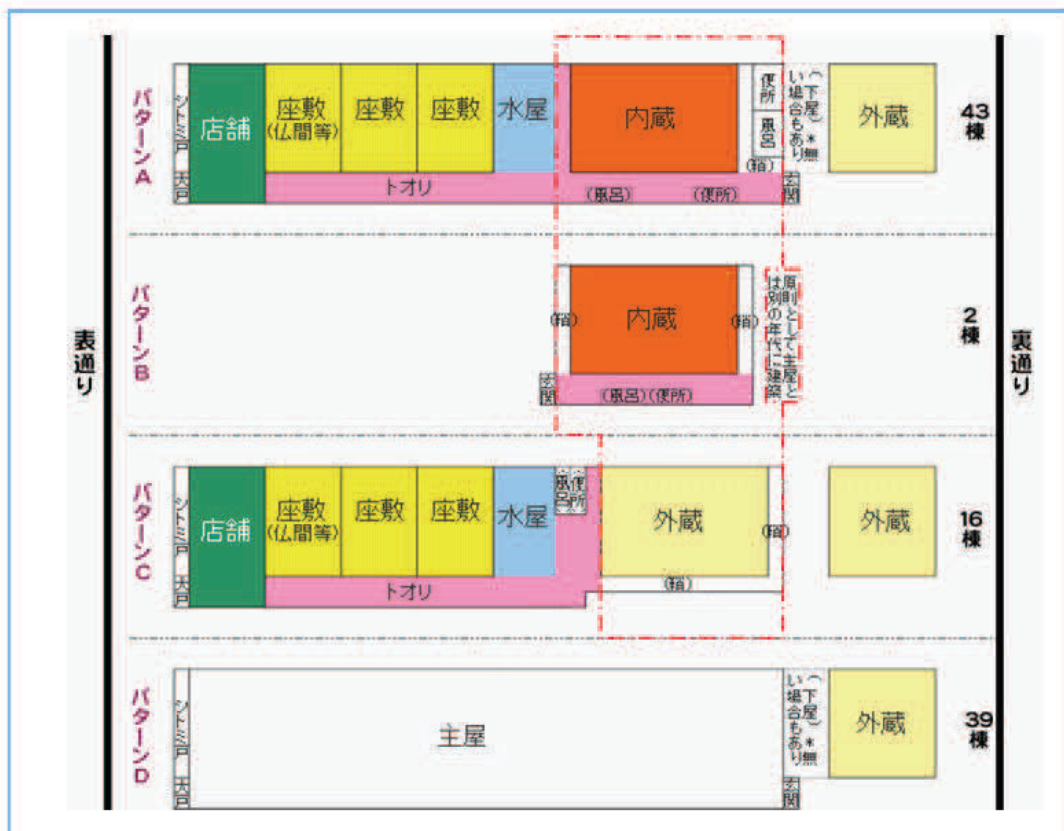 表通り
裏通り
パターンA
シトミ戸
大戸
店舗
座敷
(仏間等)
座敷
座敷
水屋
トオリ
内蔵
(風呂)
(便所)
便所
風呂
(鞘)
玄関
(下屋)*無
い場合もあり
外蔵
43棟
パターンB
(鞘)
内蔵
(鞘)
玄関
(風呂)(便所)
原則として主屋と
は別の年代に建築
2棟
パターンC
シトミ戸
大戸
店舗
座敷
(仏間等)
座敷
座敷
水屋
便所
風呂
トオリ
外蔵
(鞘)
(鞘)
外蔵
16棟
パターンD
シトミ戸
大戸
主屋
(下屋)*無
い場合もあり
玄関
外蔵
39棟